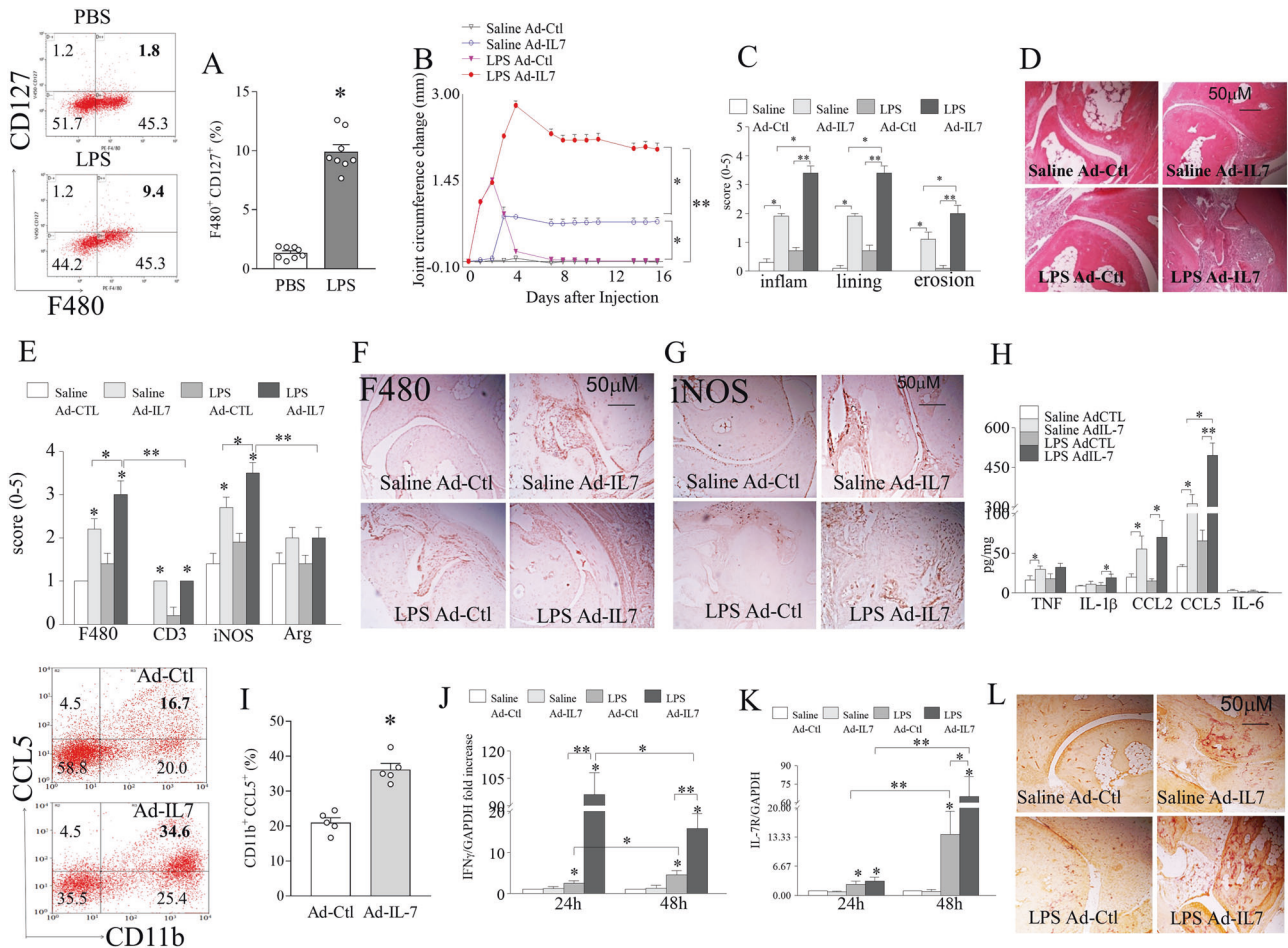 PBS
1.2
1.8
51.7
45.3
CD127
LPS
1.2
9.4
44.2
45.3
F480
A
F480+ CD127+ (%)
15
10
5
0
*
PBS
LPS
B
Saline Ad-Ctl
Saline Ad-IL7
LPS Ad-Ctl
LPS Ad-IL7
Joint circumference change (mm)
3.00
1.45
-0.10
0 4 8 12 16
Days after Injection
*
*
**
C
Saline Saline LPS LPS
Ad-Ctl Ad-IL7 Ad-Ctl Ad-IL7
score (0-5)
5
4
3
2
1
0
* ** *
* ** *
* ** *
inflam lining erosion
D
50μM
Saline Ad-Ctl
Saline Ad-IL7
LPS Ad-Ctl
LPS Ad-IL7
E
Saline Saline LPS LPS
Ad-CTL Ad-IL7 Ad-CTL Ad-IL7
score (0-5)
4
3
2
1
0
* ** * **
* * * * * *
F480 CD3 iNOS Arg
F
F480
50μM
Saline Ad-Ctl
Saline Ad-IL7
LPS Ad-Ctl
LPS Ad-IL7
G
iNOS
50μM
Saline Ad-Ctl
Saline Ad-IL7
LPS Ad-Ctl
LPS Ad-IL7
H
Saline AdCTL
Saline AdIL-7
LPS AdCTL
LPS AdIL-7
pg/mg
600
450
300
100
50
0
*
*
* *
* ** *
TNF IL-1β CCL2 CCL5 IL-6
Ad-Ctl
4.5
16.7
58.8
20.0
CCL5
Ad-IL7
4.5
34.6
35.5
25.4
CD11b
I
CD11b+ CCL5+ (%)
60
40
20
0
*
Ad-Ctl Ad-IL-7
J
Saline Saline LPS LPS
Ad-Ctl Ad-IL7 Ad-Ctl Ad-IL7
IFNγ/GAPDH fold increase
120
105
90
20
10
0
** *
* **
* * * *
24h 48h
K
Saline Saline LPS LPS
Ad-Ctl Ad-IL7 Ad-Ctl Ad-IL7
IL-7R/GAPDH
90
75
60
20.00
13.33
6.67
0.00
**
** *
* * * *
24h 48h
L
50μM
Saline Ad-Ctl
Saline Ad-IL7
LPS Ad-Ctl
LPS Ad-IL7